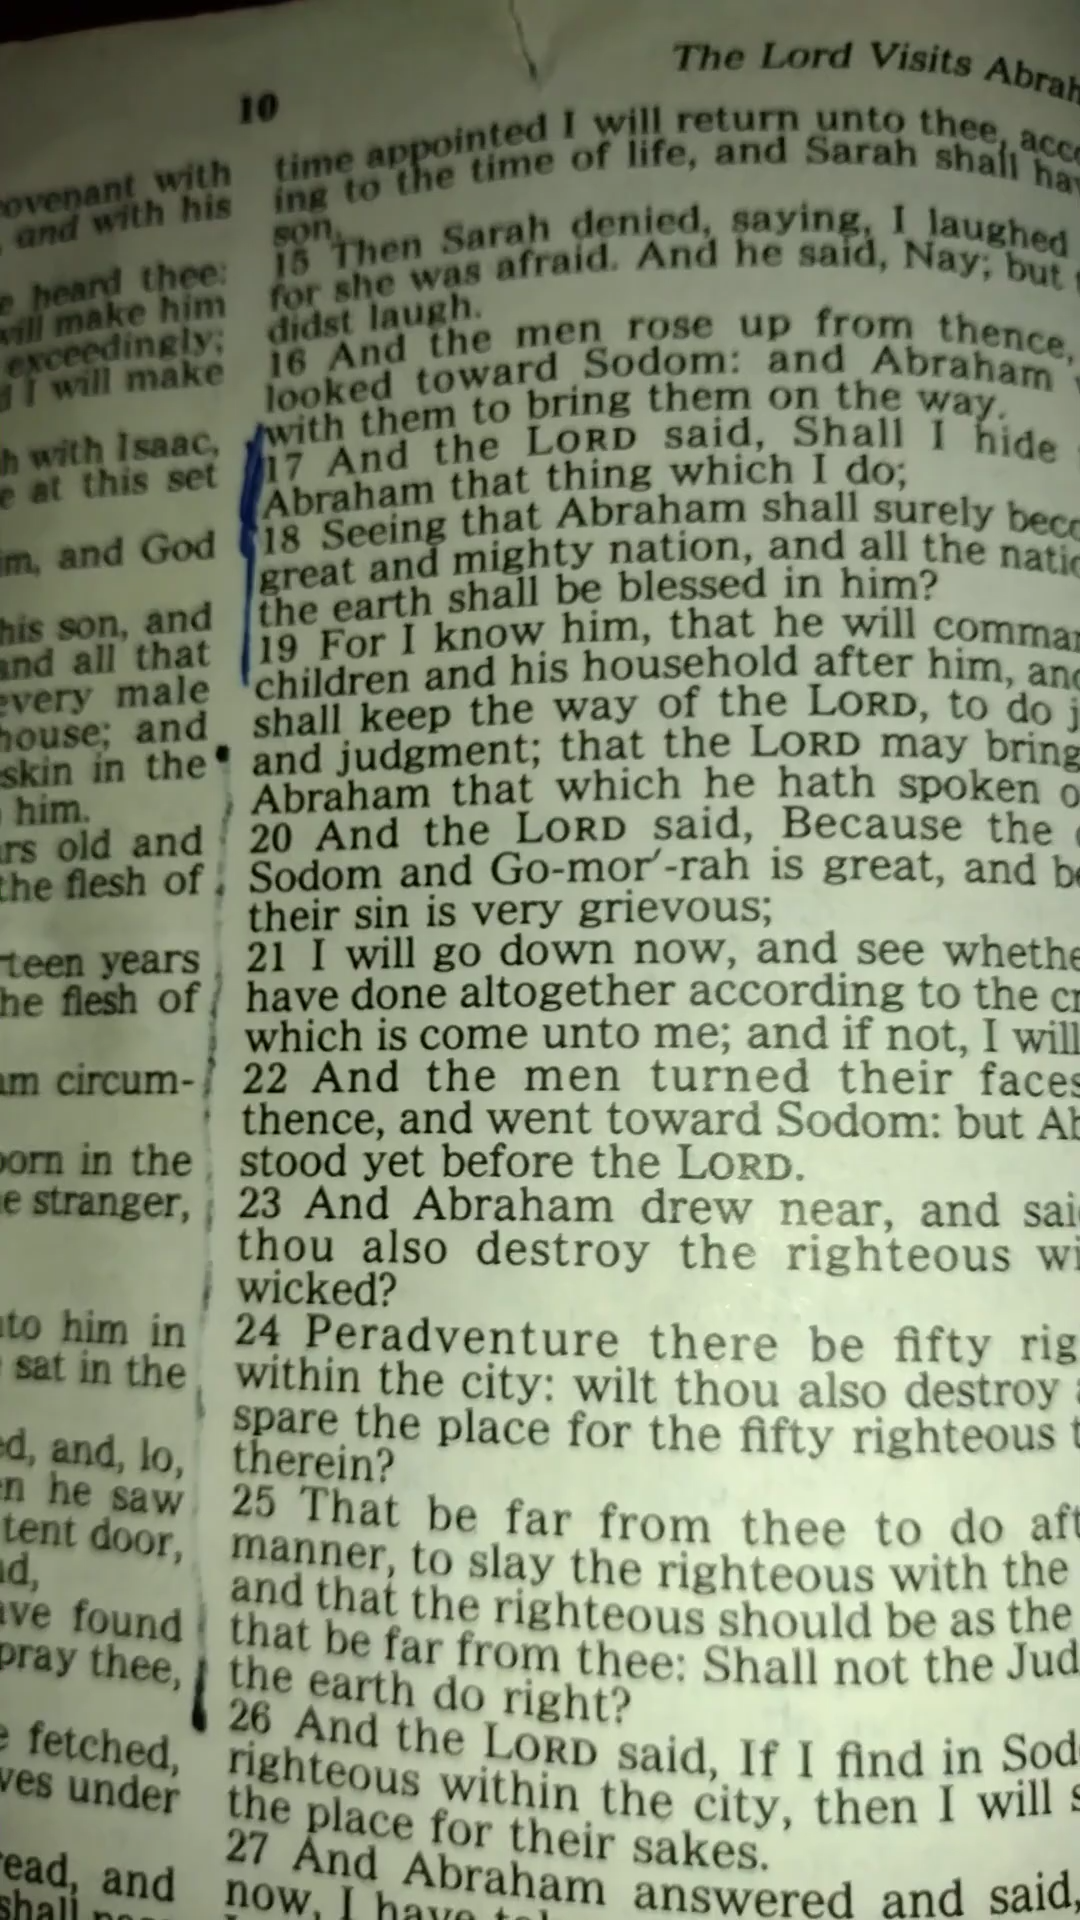 The Lord Visits Abrah
10
ovenant with
and with his
heard thee:
will make him
exceedingly;
I will make
h with Isaac,
e at this set
im, and God
his son, and
and all that
every male
house; and
skin in the
him.
rs old and
the flesh of
teen years
he flesh of
am circum-
born in the
e stranger,
to him in
sat in the
ed, and, lo,
en he saw
tent door,
d,
ave found
pray thee,
e fetched,
ves under
ead, and
shall
time appointed I will return unto thee, acco
ing to the time of life, and Sarah shall hav
son.
15 Then Sarah denied, saying, I laughed
for she was afraid. And he said, Nay; but
didst laugh.
16 And the men rose up from thence,
looked toward Sodom: and Abraham
with them to bring them on the way.
17 And the LORD said, Shall I hide
Abraham that thing which I do;
18 Seeing that Abraham shall surely beco
great and mighty nation, and all the natio
the earth shall be blessed in him?
19 For I know him, that he will comman
children and his household after him, and
shall keep the way of the LORD, to do j
and judgment; that the LORD may bring
Abraham that which he hath spoken o
20 And the LORD said, Because the
Sodom and Go-mor′-rah is great, and be
their sin is very grievous;
21 I will go down now, and see whethe
have done altogether according to the cr
which is come unto me; and if not, I will
22 And the men turned their faces
thence, and went toward Sodom: but Ab
stood yet before the LORD.
23 And Abraham drew near, and said
thou also destroy the righteous wi
wicked?
24 Peradventure there be fifty rig
within the city: wilt thou also destroy
spare the place for the fifty righteous t
therein?
25 That be far from thee to do aft
manner, to slay the righteous with the
and that the righteous should be as the
that be far from thee: Shall not the Jud
the earth do right?
26 And the LORD said, If I find in Sod
righteous within the city, then I will s
the place for their sakes.
27 And Abraham answered and said,
now, I have